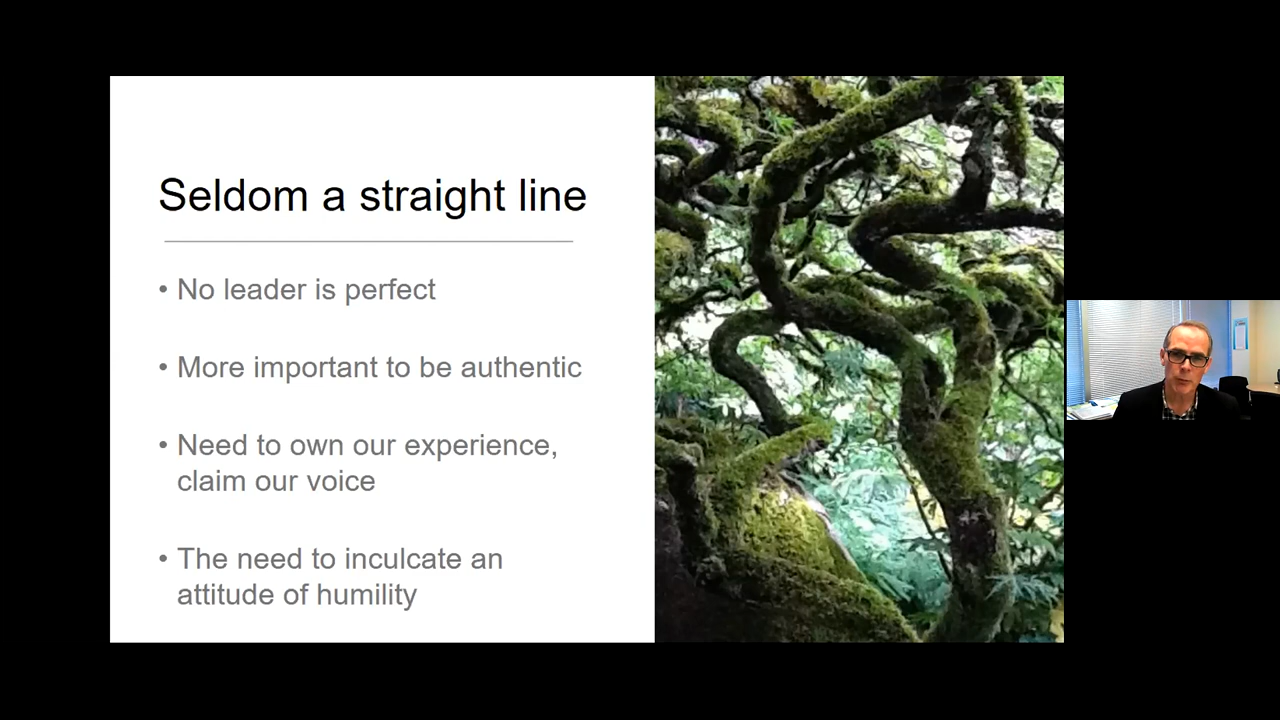 Seldom a straight line
• No leader is perfect
• More important to be authentic
• Need to own our experience,
claim our voice
• The need to inculcate an
attitude of humility